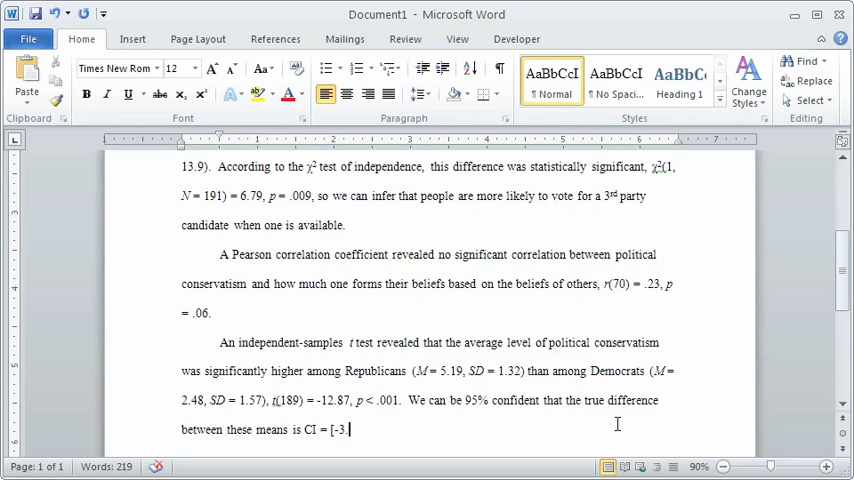 Document1 - Microsoft Word
File Home Insert Page Layout References Mailings Review View Developer
Times New Rom 12 Find
Paste Replace
AaBbCcI AaBbCcI AaBbC
¶ Normal ¶ No Spaci... Heading 1 Change Styles Select
Clipboard Font Paragraph Styles Editing
1 2 3 4 5 6 7
13.9). According to the χ² test of independence, this difference was statistically significant, χ²(1,
N = 191) = 6.79, p = .009, so we can infer that people are more likely to vote for a 3rd party
candidate when one is available.
A Pearson correlation coefficient revealed no significant correlation between political
conservatism and how much one forms their beliefs based on the beliefs of others, r(70) = .23, p
= .06.
An independent-samples t test revealed that the average level of political conservatism
was significantly higher among Republicans (M = 5.19, SD = 1.32) than among Democrats (M =
2.48, SD = 1.57), t(189) = -12.87, p < .001. We can be 95% confident that the true difference
between these means is CI = [-3.
Page: 1 of 1 Words: 219 90%